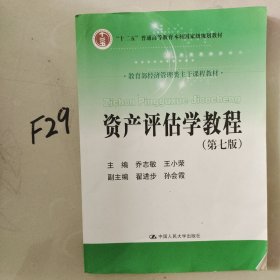 "十二五"普通高等教育本科国家级规划教材
教育部经济管理类主干课程教材
Zichan Pingguxue Jiaocheng
资产评估学教程
(第七版)
主编 乔志敏 王小荣
副主编 翟进步 孙会霞
中国人民大学出版社
F29